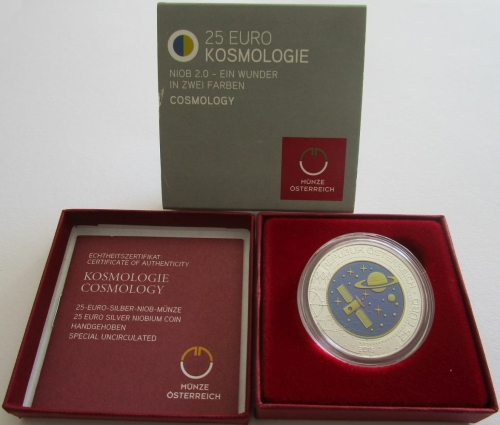 25 EURO
KOSMOLOGIE
NIOB 2.0 – EIN WUNDER
IN ZWEI FARBEN
COSMOLOGY
MÜNZE
ÖSTERREICH
ECHTHEITSZERTIFIKAT
CERTIFICATE OF AUTHENTICITY
KOSMOLOGIE
COSMOLOGY
25-EURO-SILBER-NIOB-MÜNZE
25 EURO SILVER NIOBIUM COIN
HANDGEHOBEN
SPECIAL UNCIRCULATED
MÜNZE
ÖSTERREICH